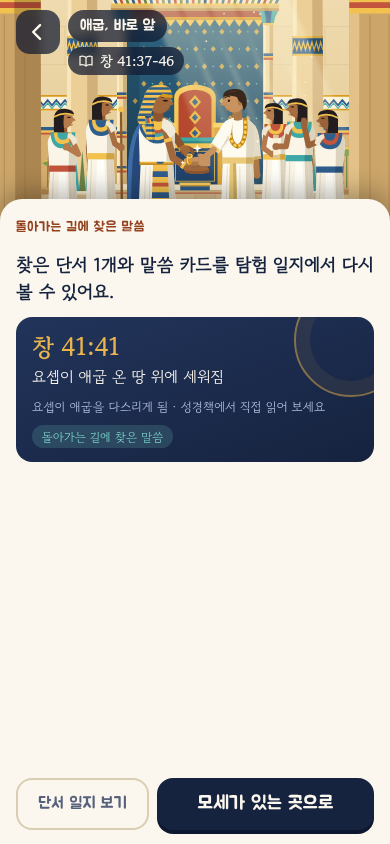 애굽, 바로 앞
창 41:37-46
돌아가는 길에 찾은 말씀
찾은 단서 1개와 말씀 카드를 탐험 일지에서 다시
볼 수 있어요.
창 41:41
요셉이 애굽 온 땅 위에 세워짐
요셉이 애굽을 다스리게 됨 · 성경책에서 직접 읽어 보세요
돌아가는 길에 찾은 말씀
단서 일지 보기
모세가 있는 곳으로